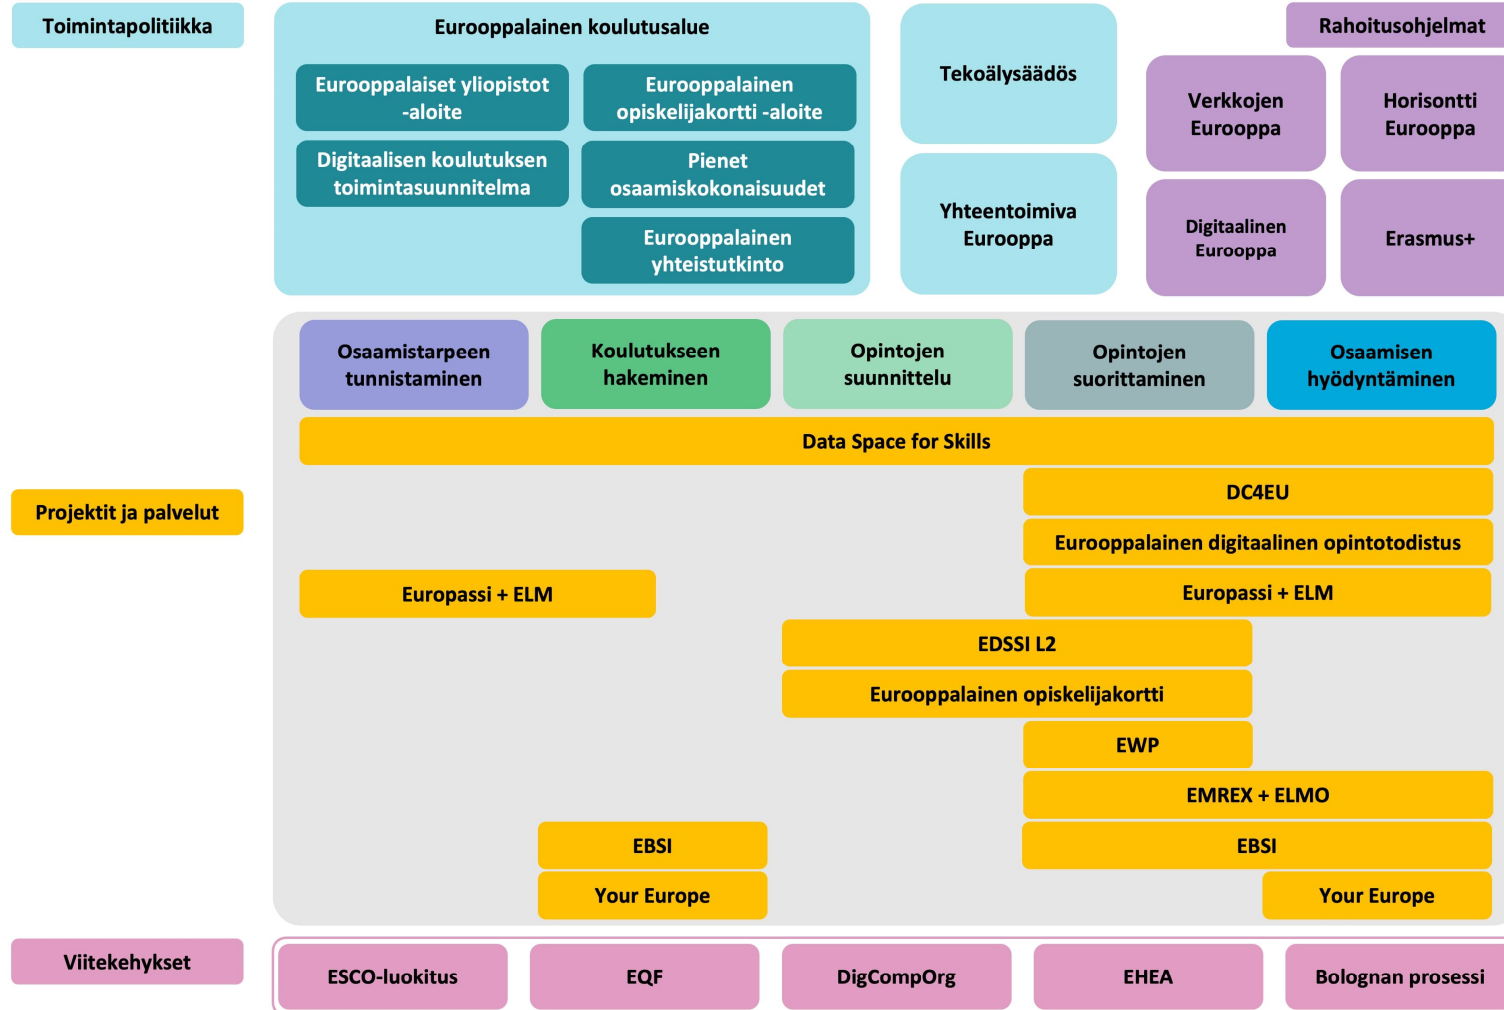 Toimintapolitiikka
Eurooppalainen koulutusalue
Eurooppalaiset yliopistot
-aloite
Eurooppalainen
opiskelijakortti -aloite
Digitaalisen koulutuksen
toimintasuunnitelma
Pienet
osaamiskokonaisuudet
Eurooppalainen
yhteistutkinto
Tekoälysäädös
Yhteentoimiva
Eurooppa
Rahoitusohjelmat
Verkkojen
Eurooppa
Horisontti
Eurooppa
Digitaalinen
Eurooppa
Erasmus+
Osaamistarpeen
tunnistaminen
Koulutukseen
hakeminen
Opintojen
suunnittelu
Opintojen
suorittaminen
Osaamisen
hyödyntäminen
Projektit ja palvelut
Data Space for Skills
DC4EU
Eurooppalainen digitaalinen opintotodistus
Europassi + ELM
Europassi + ELM
EDSSI L2
Eurooppalainen opiskelijakortti
EWP
EMREX + ELMO
EBSI
EBSI
Your Europe
Your Europe
Viitekehykset
ESCO-luokitus
EQF
DigCompOrg
EHEA
Bolognan prosessi